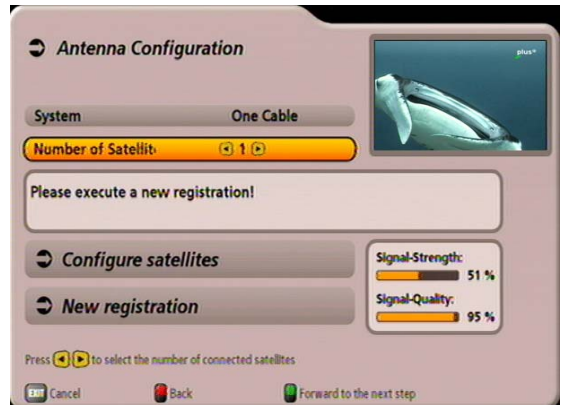 Antenna Configuration
plus+
System One Cable
Number of Satellit 1
Please execute a new registration!
Configure satellites
Signal-Strength:
51 %
New registration
Signal-Quality:
95 %
Press to select the number of connected satellites
Cancel Back Forward to the next step